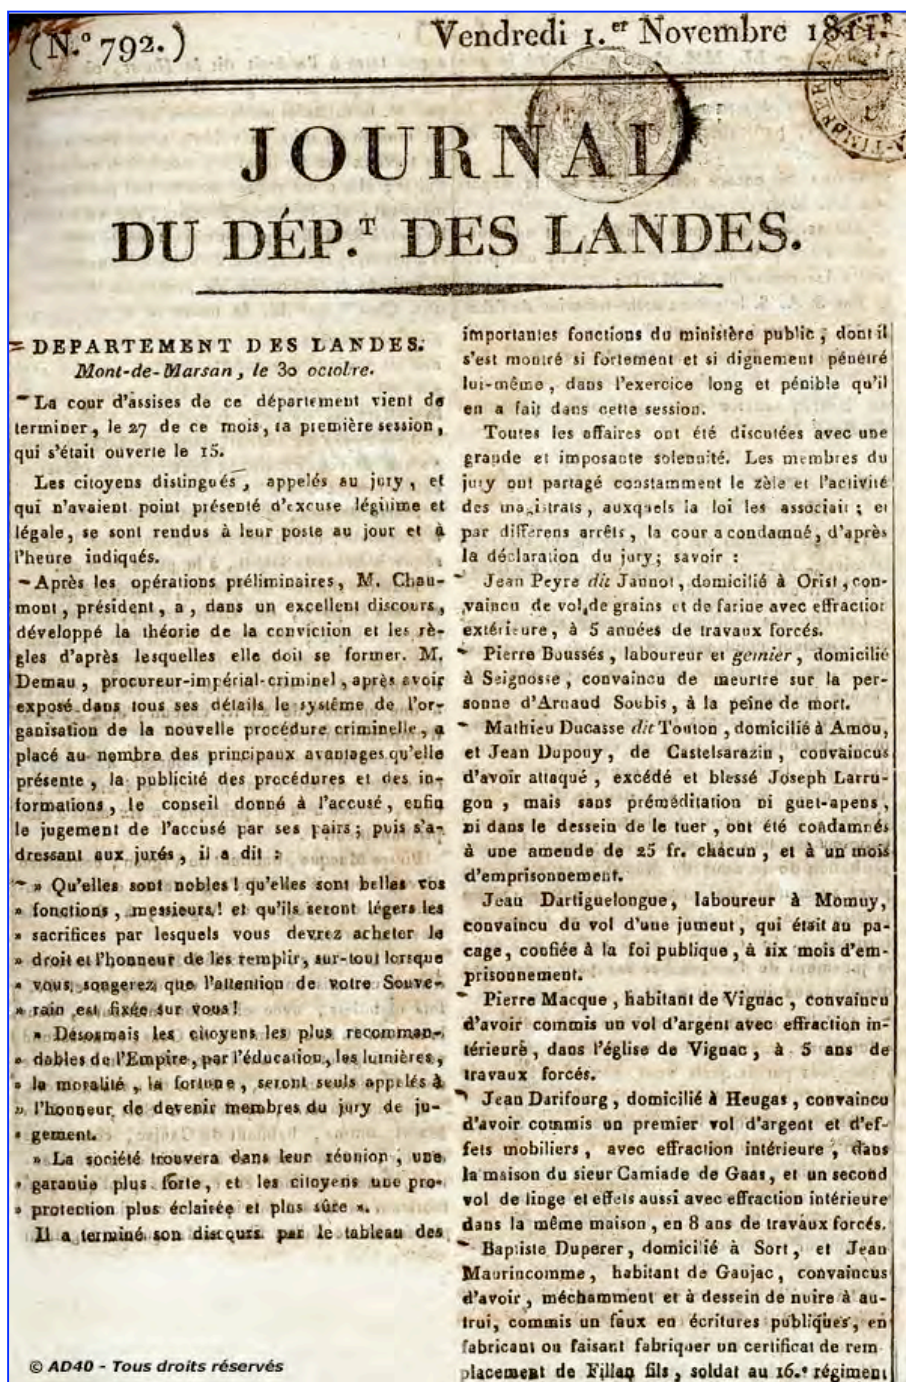 (N.º 792.)
Vendredi 1.er Novembre 1811.
JOURNAL
DU DÉP.T DES LANDES.
DEPARTEMENT DES LANDES.
Mont-de-Marsan, le 30 octobre.
La cour d'assises de ce département vient de
terminer, le 27 de ce mois, sa première session,
qui s'était ouverte le 15.
Les citoyens distingués, appelés au jury, et
qui n'avaient point présenté d'excuse légitime et
légale, se sont rendus à leur poste au jour et à
l'heure indiqués.
Après les opérations préliminaires, M. Chau-
mont, président, a, dans un excellent discours,
développé la théorie de la conviction et les rè-
gles d'après lesquelles elle doit se former. M.
Demau, procureur-impérial-criminel, après avoir
exposé dans tous ses détails le système de l'or-
ganisation de la nouvelle procédure criminelle, a
placé au nombre des principaux avantages qu'elle
présente, la publicité des procédures et des in-
formations, le conseil donné à l'accusé, enfin
le jugement de l'accusé par ses pairs; puis s'a-
dressant aux jurés, il a dit :
» Qu'elles sont nobles! qu'elles sont belles vos
» fonctions, messieurs! et qu'ils seront légers les
» sacrifices par lesquels vous devrez acheter le
» droit et l'honneur de les remplir, sur-tout lorsque
» vous songerez que l'attention de votre Souve-
» rain est fixée sur vous!
» Désosmais les citoyens les plus recomman-
» dables de l'Empire, par l'éducation, les lumières,
» la moralité, la fortune, seront seuls appelés à
» l'honneur de devenir membres du jury de ju-
» gement.
» La société trouvera dans leur réunion, une
» garantie plus forte, et les citoyens une pro-
» protection plus éclairée et plus sûre ».
Il a terminé son discours par le tableau des
importantes fonctions du ministère public, dont il
s'est montré si fortement et si dignement pénétré
lui-même, dans l'exercice long et pénible qu'il
en a fait dans cette session.
Toutes les affaires ont été discutées avec une
grande et imposante solennité. Les membres du
jury ont partagé constamment le zèle et l'activité
des magistrats, auxquels la loi les associait; et
par différens arrêts, la cour a condamné, d'après
la déclaration du jury; savoir :
Jean Peyre dit Jannot, domicilié à Orist, con-
vaincu de vol de grains et de farine avec effraction
extérieure, à 5 années de travaux forcés.
Pierre Boussés, laboureur et gemier, domicilié
à Seignosse, convaincu de meurtre sur la per-
sonne d'Arnaud Soubis, à la peine de mort.
Mathieu Ducasse dit Touton, domicilié à Amou,
et Jean Dupouy, de Castelsarazin, convaincus
d'avoir attaqué, excédé et blessé Joseph Larru-
gon, mais sans préméditation ni guet-apens,
ni dans le dessein de le tuer, ont été condamnés
à une amende de 25 fr. chacun, et à un mois
d'emprisonnement.
Jean Dartiguelongue, laboureur à Momuy,
convaincu du vol d'une jument, qui était au pa-
cage, confiée à la foi publique, à six mois d'em-
prisonnement.
Pierre Macque, habitant de Vignac, convaincu
d'avoir commis un vol d'argent avec effraction in-
térieure, dans l'église de Vignac, à 5 ans de
travaux forcés.
Jean Darifourg, domicilié à Heugas, convaincu
d'avoir commis un premier vol d'argent et d'ef-
fets mobiliers, avec effraction intérieure, dans
la maison du sieur Camiade de Gaas, et un second
vol de linge et effets aussi avec effraction intérieure
dans la même maison, en 8 ans de travaux forcés.
Baptiste Duperer, domicilié à Sort, et Jean
Maurincomme, habitant de Gaujac, convaincus
d'avoir, méchamment et à dessein de nuire à au-
trui, commis un faux en écritures publiques, en
fabricant ou faisant fabriquer un certificat de rem-
placement de Fillan fils, soldat au 16.e régiment
© AD40 - Tous droits réservés